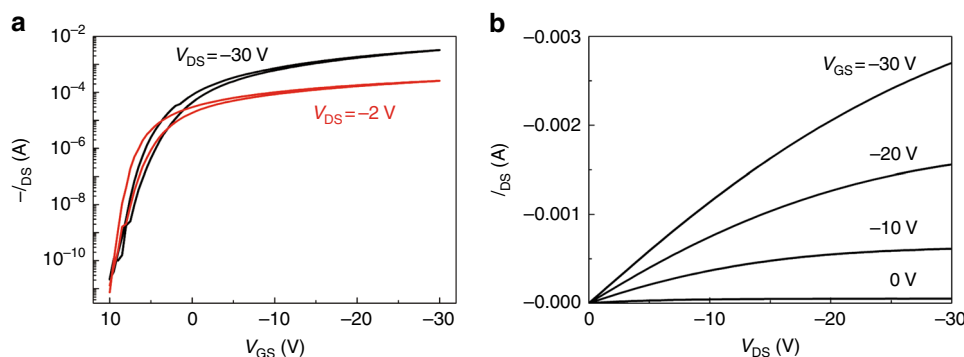 a
10⁻²
10⁻⁴
10⁻⁶
10⁻⁸
10⁻¹⁰
–I_DS (A)
V_DS = –30 V
V_DS = –2 V
10 0 –10 –20 –30
V_GS (V)
b
–0.003
–0.002
–0.001
–0.000
I_DS (A)
V_GS = –30 V
–20 V
–10 V
0 V
0 –10 –20 –30
V_DS (V)